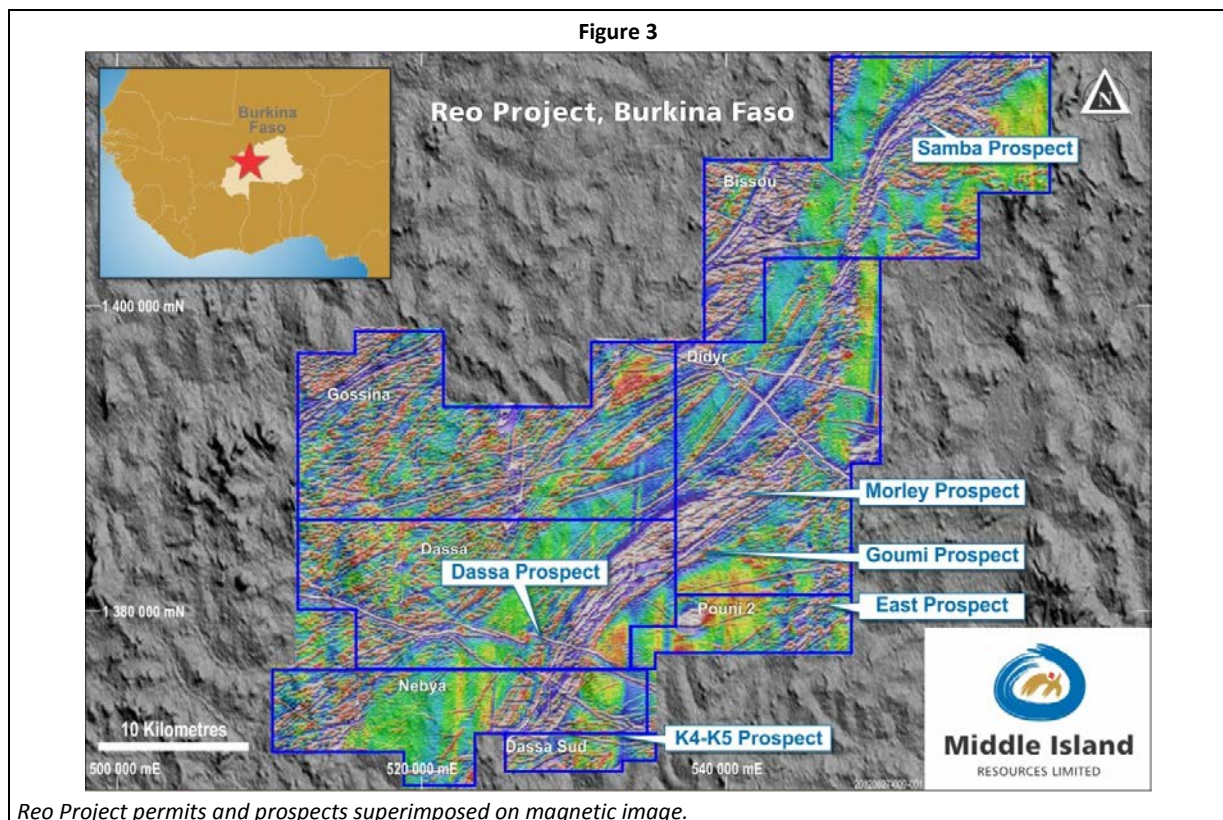 Figure 3
Burkina
Faso
Reo Project, Burkina Faso
N
Samba Prospect
Bissou
1 400 000 mN
Didyr
Gossina
Morley Prospect
Dassa
Goumi Prospect
Dassa Prospect
1 380 000 mN
Pouni 2
East Prospect
Nebya
10 Kilometres
K4-K5 Prospect
Dassa Sud
Middle Island
RESOURCES LIMITED
500 000 mE
520 000 mE
540 000 mE
Reo Project permits and prospects superimposed on magnetic image.